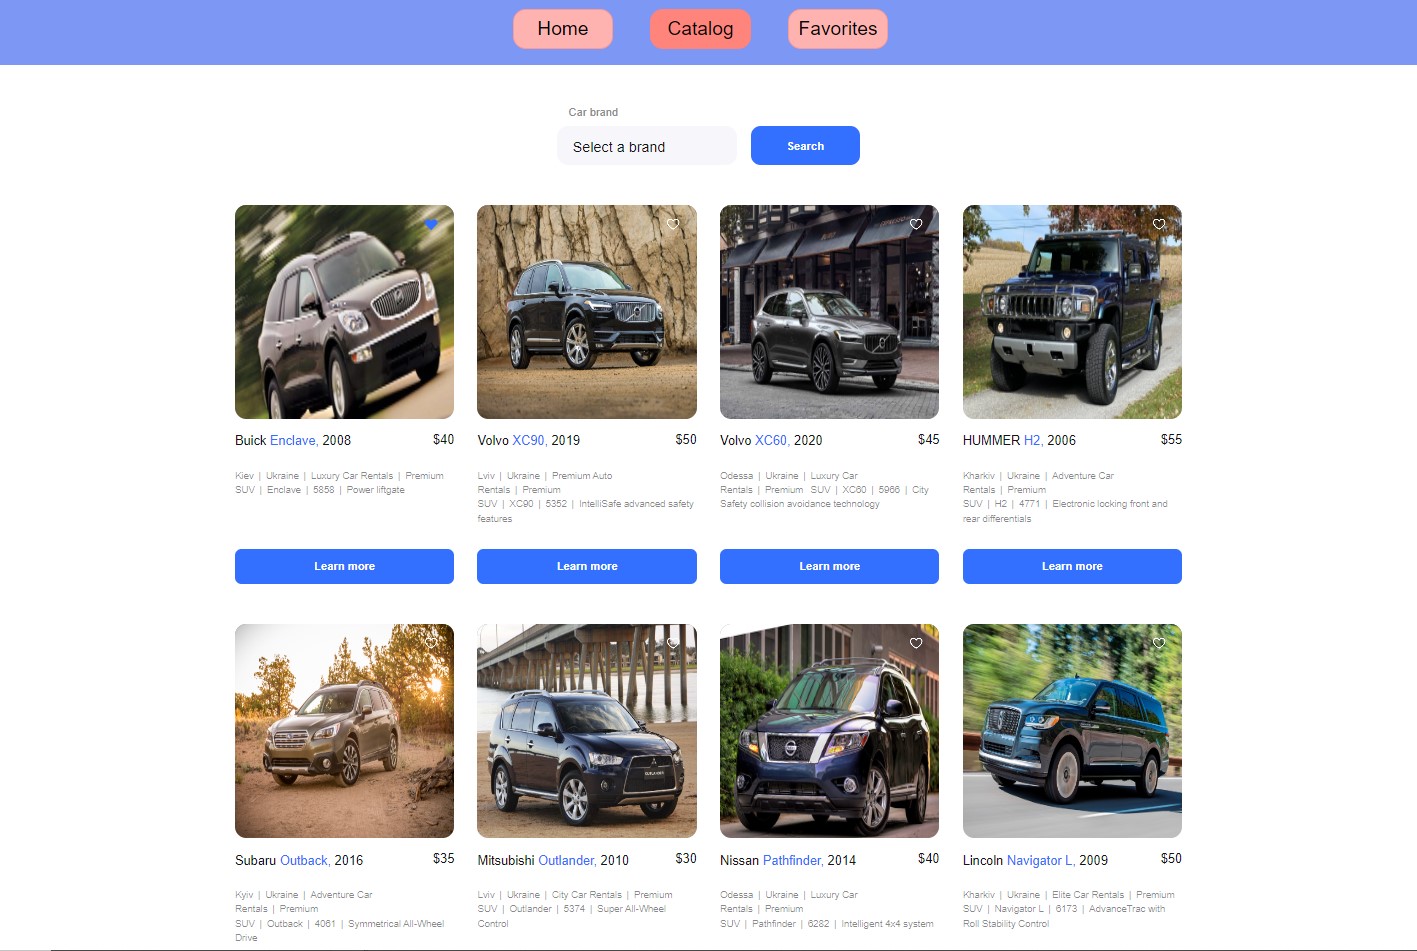 Home
Catalog
Favorites
Car brand
Select a brand
Search
Buick Enclave, 2008 $40
Kiev | Ukraine | Luxury Car Rentals | Premium
SUV | Enclave | 5858 | Power liftgate
Learn more
Volvo XC90, 2019 $50
Lviv | Ukraine | Premium Auto
Rentals | Premium
SUV | XC90 | 5352 | IntelliSafe advanced safety
features
Learn more
Volvo XC60, 2020 $45
Odessa | Ukraine | Luxury Car
Rentals | Premium SUV | XC60 | 5966 | City
Safety collision avoidance technology
Learn more
HUMMER H2, 2006 $55
Kharkiv | Ukraine | Adventure Car
Rentals | Premium
SUV | H2 | 4771 | Electronic locking front and
rear differentials
Learn more
Subaru Outback, 2016 $35
Kyiv | Ukraine | Adventure Car
Rentals | Premium
SUV | Outback | 4061 | Symmetrical All-Wheel
Drive
Mitsubishi Outlander, 2010 $30
Lviv | Ukraine | City Car Rentals | Premium
SUV | Outlander | 5374 | Super All-Wheel
Control
Nissan Pathfinder, 2014 $40
Odessa | Ukraine | Luxury Car
Rentals | Premium
SUV | Pathfinder | 6282 | Intelligent 4x4 system
Lincoln Navigator L, 2009 $50
Kharkiv | Ukraine | Elite Car Rentals | Premium
SUV | Navigator L | 6173 | AdvanceTrac with
Roll Stability Control